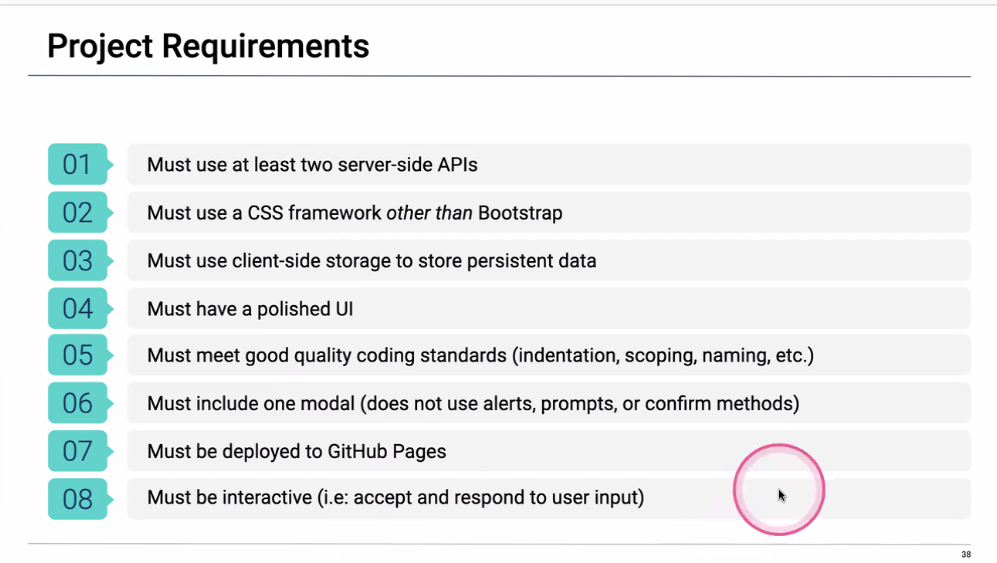 Project Requirements
01 Must use at least two server-side APIs
02 Must use a CSS framework other than Bootstrap
03 Must use client-side storage to store persistent data
04 Must have a polished UI
05 Must meet good quality coding standards (indentation, scoping, naming, etc.)
06 Must include one modal (does not use alerts, prompts, or confirm methods)
07 Must be deployed to GitHub Pages
08 Must be interactive (i.e: accept and respond to user input)
38